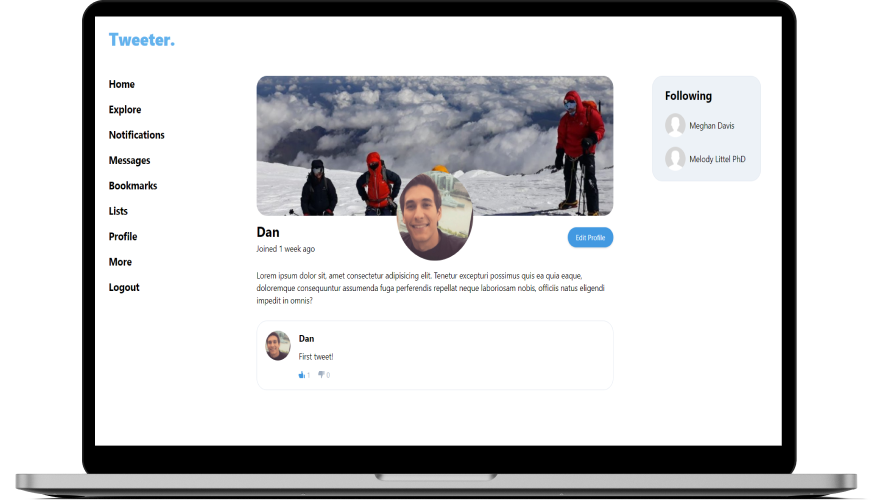 Tweeter.
Home
Explore
Notifications
Messages
Bookmarks
Lists
Profile
More
Logout
Dan
Joined 1 week ago
Edit Profile
Lorem ipsum dolor sit, amet consectetur adipisicing elit. Tenetur excepturi possimus quis ea quia eaque,
doloremque consequuntur assumenda fuga perferendis repellat neque laboriosam nobis, officiis natus eligendi
impedit in omnis?
Dan
First tweet!
1 0
Following
Meghan Davis
Melody Littel PhD